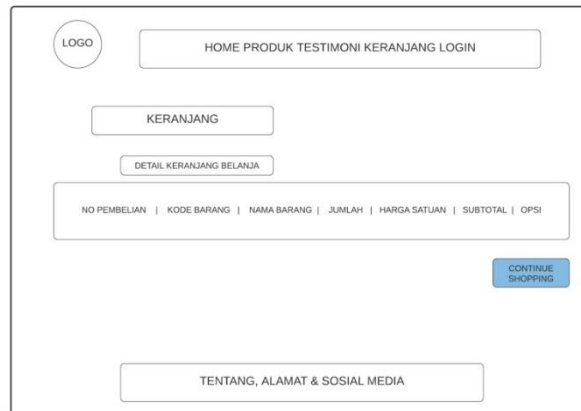 LOGO
HOME PRODUK TESTIMONI KERANJANG LOGIN
KERANJANG
DETAIL KERANJANG BELANJA
NO PEMBELIAN | KODE BARANG | NAMA BARANG | JUMLAH | HARGA SATUAN | SUBTOTAL | OPSI
CONTINUE
SHOPPING
TENTANG, ALAMAT & SOSIAL MEDIA